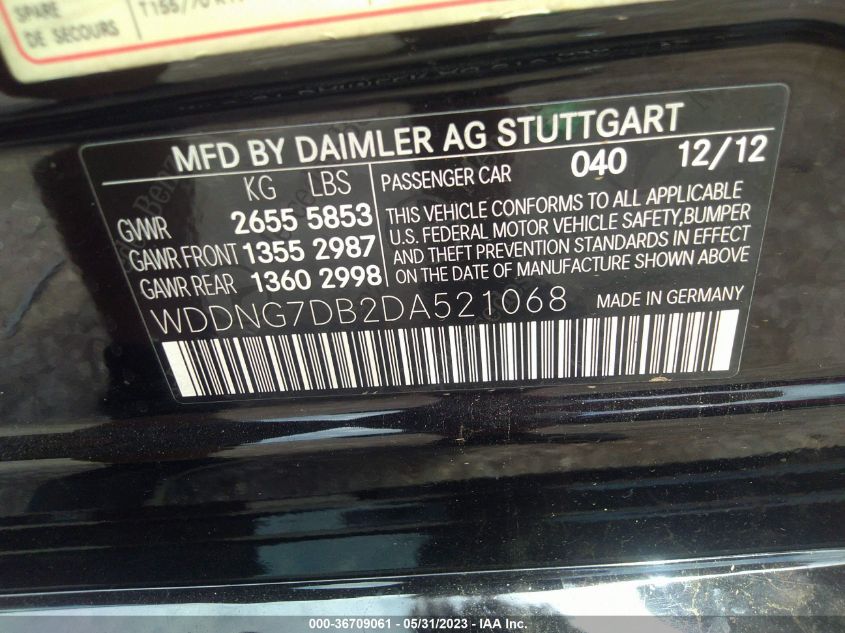 SPARE
DE SECOURS
MFD BY DAIMLER AG STUTTGART
040 12/12
KG LBS
GVWR 2655 5853
GAWR FRONT 1355 2987
GAWR REAR 1360 2998
PASSENGER CAR
THIS VEHICLE CONFORMS TO ALL APPLICABLE
U.S. FEDERAL MOTOR VEHICLE SAFETY,BUMPER
AND THEFT PREVENTION STANDARDS IN EFFECT
ON THE DATE OF MANUFACTURE SHOWN ABOVE
WDDNG7DB2DA521068
MADE IN GERMANY
000-36709061 - 05/31/2023 - IAA